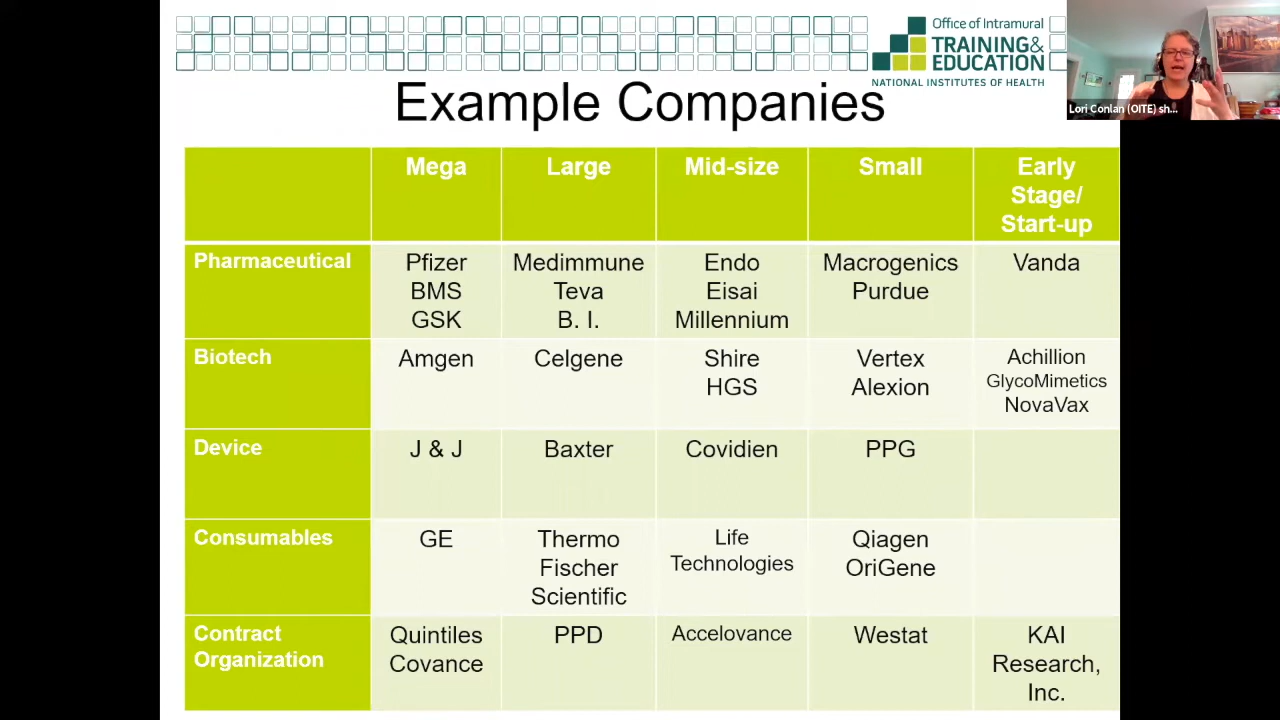 Office of Intramural
TRAINING&
EDUCATION
NATIONAL INSTITUTES OF HEALTH
Lori Conlan (OITE) sh...
Example Companies
Mega
Large
Mid-size
Small
Early
Stage/
Start-up
Pharmaceutical
Pfizer
BMS
GSK
Medimmune
Teva
B. I.
Endo
Eisai
Millennium
Macrogenics
Purdue
Vanda
Biotech
Amgen
Celgene
Shire
HGS
Vertex
Alexion
Achillion
GlycoMimetics
NovaVax
Device
J & J
Baxter
Covidien
PPG
Consumables
GE
Thermo
Fischer
Scientific
Life
Technologies
Qiagen
OriGene
Contract
Organization
Quintiles
Covance
PPD
Accelovance
Westat
KAI
Research,
Inc.